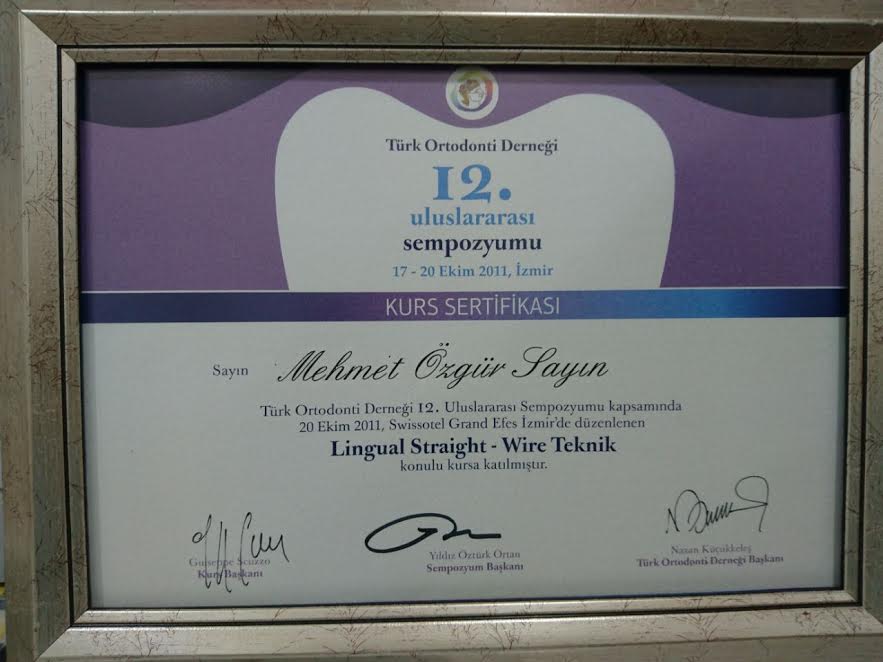 Türk Ortodonti Derneği
12.
uluslararası
sempozyumu
17 - 20 Ekim 2011, İzmir
KURS SERTİFİKASI
Sayın Mehmet Özgür Sayın
Türk Ortodonti Derneği 12. Uluslararası Sempozyumu kapsamında
20 Ekim 2011, Swissotel Grand Efes İzmir'de düzenlenen
Lingual Straight - Wire Teknik
konulu kursa katılmıştır.
Guiseppe Scuzzo
Kurs Başkanı
Yıldız Öztürk Ortan
Sempozyum Başkanı
Nazan Küçükkeleş
Türk Ortodonti Derneği Başkanı